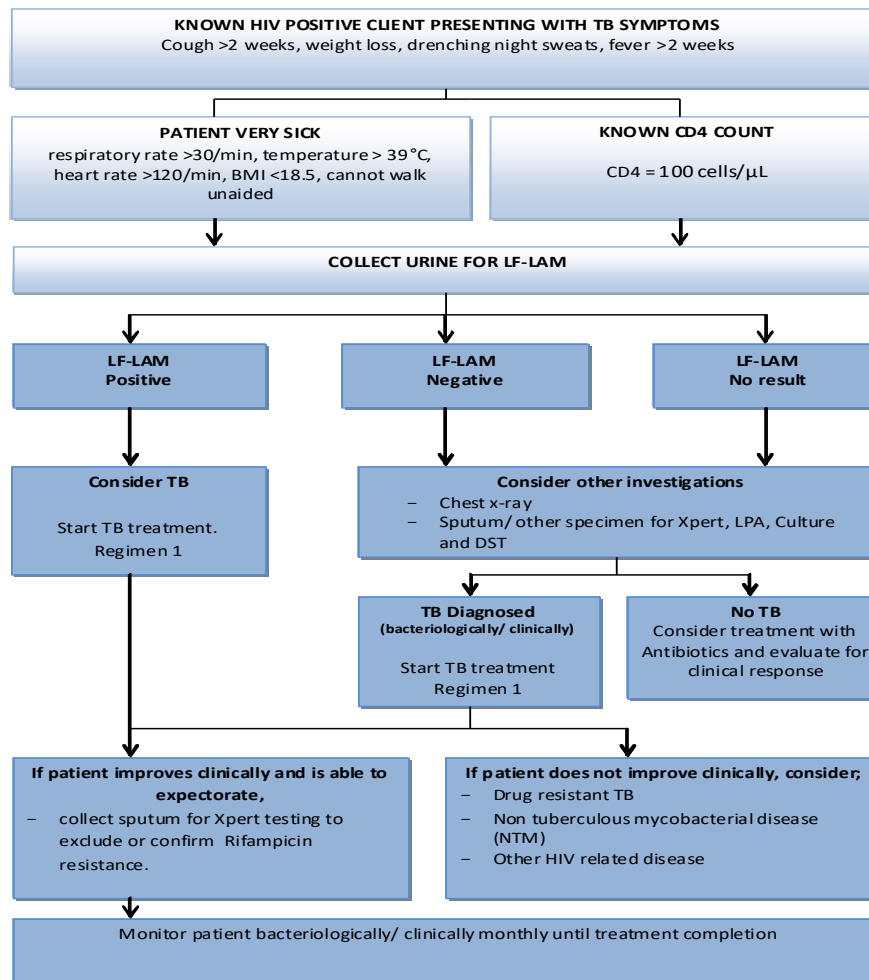 KNOWN HIV POSITIVE CLIENT PRESENTING WITH TB SYMPTOMS
Cough >2 weeks, weight loss, drenching night sweats, fever >2 weeks
PATIENT VERY SICK
respiratory rate >30/min, temperature > 39°C,
heart rate >120/min, BMI <18.5, cannot walk
unaided
KNOWN CD4 COUNT
CD4 = 100 cells/µL
COLLECT URINE FOR LF-LAM
LF-LAM
Positive
LF-LAM
Negative
LF-LAM
No result
Consider TB
Start TB treatment.
Regimen 1
Consider other investigations
– Chest x-ray
– Sputum/ other specimen for Xpert, LPA, Culture
and DST
TB Diagnosed
(bacteriologically/ clinically)
Start TB treatment
Regimen 1
No TB
Consider treatment with
Antibiotics and evaluate for
clinical response
If patient improves clinically and is able to
expectorate,
– collect sputum for Xpert testing to
exclude or confirm Rifampicin
resistance.
If patient does not improve clinically, consider;
– Drug resistant TB
– Non tuberculous mycobacterial disease
(NTM)
– Other HIV related disease
Monitor patient bacteriologically/ clinically monthly until treatment completion